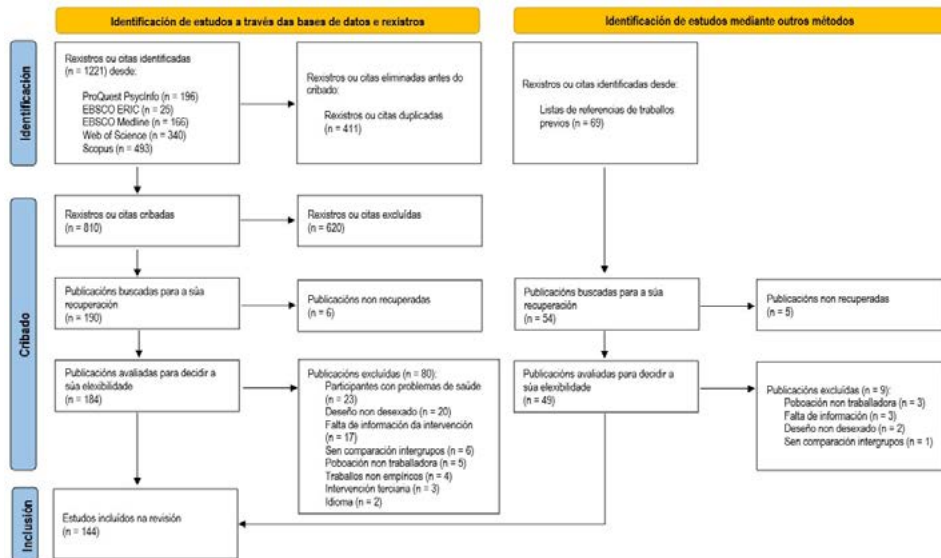 Identificación de estudos a través das bases de datos e rexistros
Identificación de estudos mediante outros métodos
Identificación
Rexistros ou citas identificadas
(n = 1221) desde:
ProQuest PsycInfo (n = 196)
EBSCO ERIC (n = 25)
EBSCO Medline (n = 166)
Web of Science (n = 340)
Scopus (n = 493)
Rexistros ou citas eliminadas antes do
cribado:
Rexistros ou citas duplicadas
(n = 411)
Rexistros ou citas identificadas desde:
Listas de referencias de traballos
previos (n = 69)
Cribado
Rexistros ou citas cribadas
(n = 810)
Rexistros ou citas excluídas
(n = 620)
Publicacións buscadas para a súa
recuperación
(n = 190)
Publicacións non recuperadas
(n = 6)
Publicacións buscadas para a súa
recuperación
(n = 54)
Publicacións non recuperadas
(n = 5)
Publicacións avaliadas para decidir a
súa elexibilidade
(n = 184)
Publicacións excluídas (n = 80):
Participantes con problemas de saúde
(n = 23)
Deseño non desexado (n = 20)
Falta de información da intervención
(n = 17)
Sen comparación intergrupos (n = 6)
Poboación non traballadora (n = 5)
Traballos non empíricos (n = 4)
Intervención terciaria (n = 3)
Idioma (n = 2)
Publicacións avaliadas para decidir a
súa elexibilidade
(n = 49)
Publicacións excluídas (n = 9):
Poboación non traballadora (n = 3)
Falta de información (n = 3)
Deseño non desexado (n = 2)
Sen comparación intergrupos (n = 1)
Inclusión
Estudos incluídos na revisión
(n = 144)